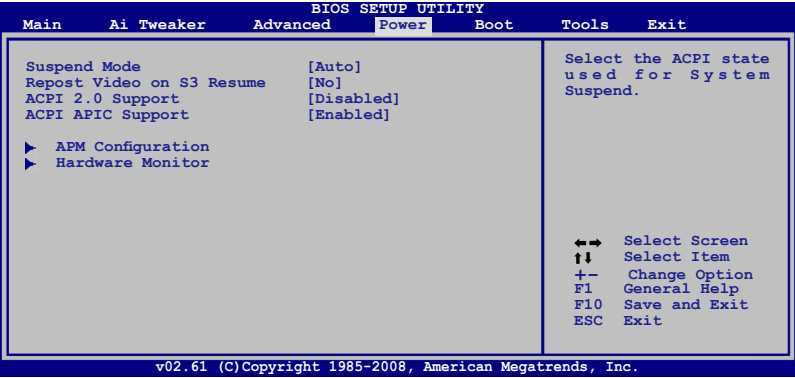 BIOS SETUP UTILITY
Main Ai Tweaker Advanced Power Boot Tools Exit
Suspend Mode [Auto]
Repost Video on S3 Resume [No]
ACPI 2.0 Support [Disabled]
ACPI APIC Support [Enabled]
APM Configuration
Hardware Monitor
Select the ACPI state
used for System
Suspend.
←→ Select Screen
↑↓ Select Item
+- Change Option
F1 General Help
F10 Save and Exit
ESC Exit
v02.61 (C)Copyright 1985-2008, American Megatrends, Inc.